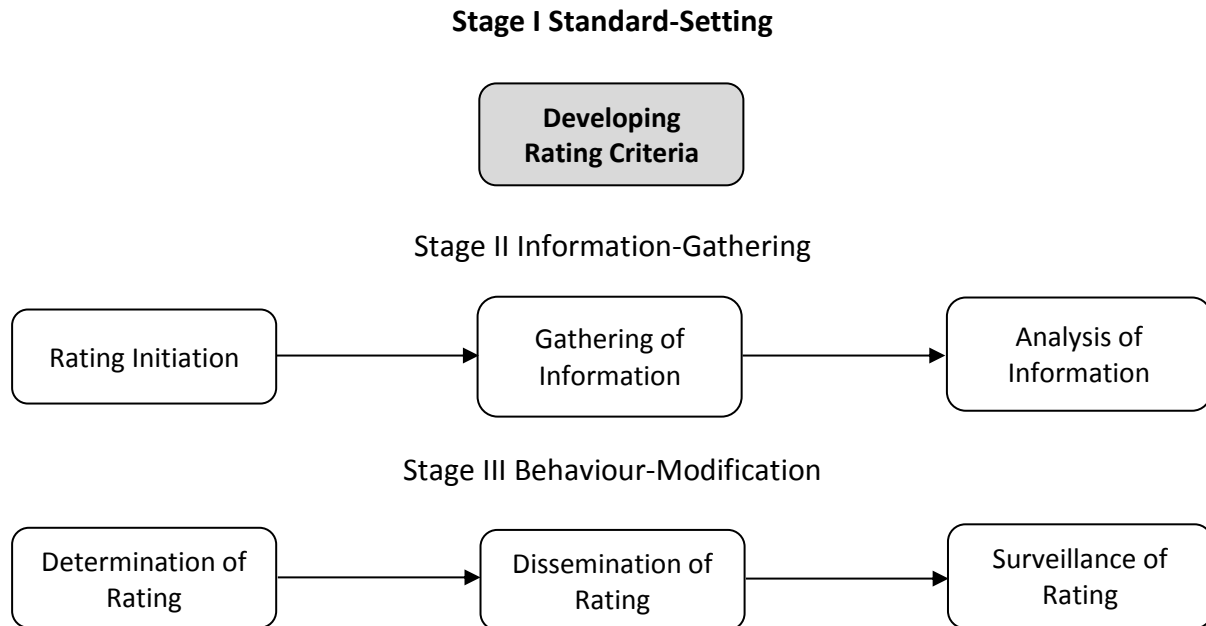 Stage I Standard-Setting
Developing
Rating Criteria
Stage II Information-Gathering
Rating Initiation
Gathering of
Information
Analysis of
Information
Stage III Behaviour-Modification
Determination of
Rating
Dissemination of
Rating
Surveillance of
Rating